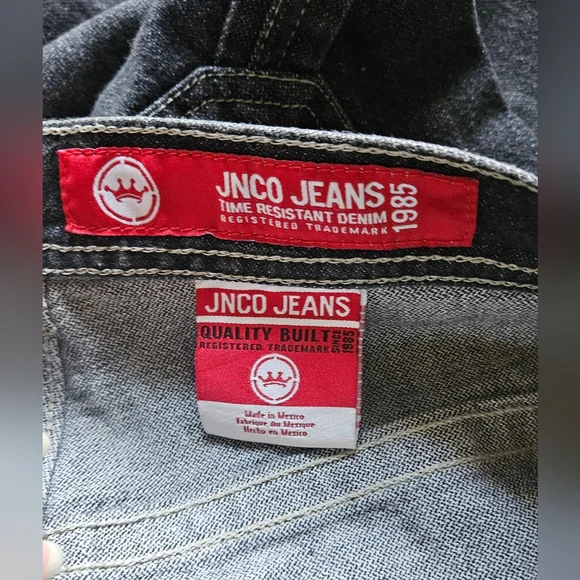 JNCO JEANS
TIME RESISTANT DENIM
REGISTERED TRADEMARK
1985
JNCO JEANS
QUALITY BUILT
REGISTERED TRADEMARK
SINCE
1985
Made in Mexico
Fabrique Au Mexique
Hecho en Mexico